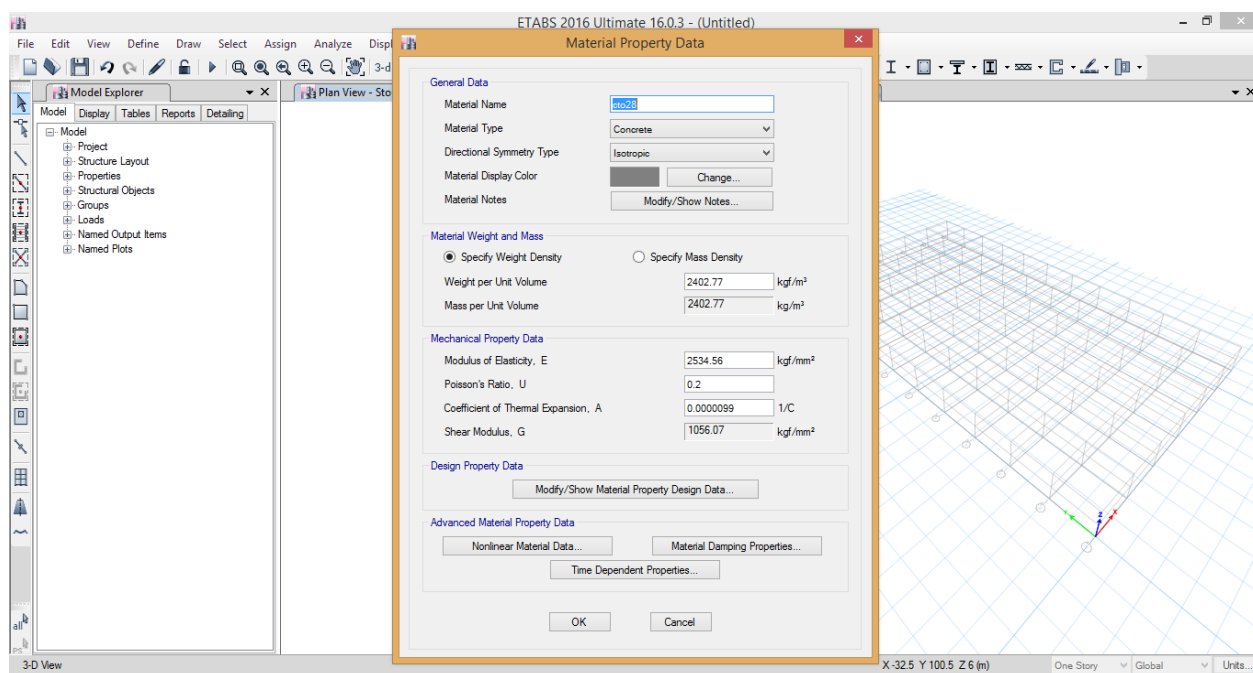 ETABS 2016 Ultimate 16.0.3 - (Untitled)
File Edit View Define Draw Select Assign Analyze Displ
3-d
Model Explorer
Model Display Tables Reports Detailing
Model
Project
Structure Layout
Properties
Structural Objects
Groups
Loads
Named Output Items
Named Plots
Plan View - Sto
Material Property Data
General Data
Material Name cto28
Material Type Concrete
Directional Symmetry Type Isotropic
Material Display Color Change...
Material Notes Modify/Show Notes...
Material Weight and Mass
Specify Weight Density Specify Mass Density
Weight per Unit Volume 2402.77 kgf/m³
Mass per Unit Volume 2402.77 kg/m³
Mechanical Property Data
Modulus of Elasticity, E 2534.56 kgf/mm²
Poisson's Ratio, U 0.2
Coefficient of Thermal Expansion, A 0.0000099 1/C
Shear Modulus, G 1056.07 kgf/mm²
Design Property Data
Modify/Show Material Property Design Data...
Advanced Material Property Data
Nonlinear Material Data... Material Damping Properties...
Time Dependent Properties...
OK Cancel
all
ps
Z X
3-D View X -32.5 Y 100.5 Z 6 (m) One Story Global Units...